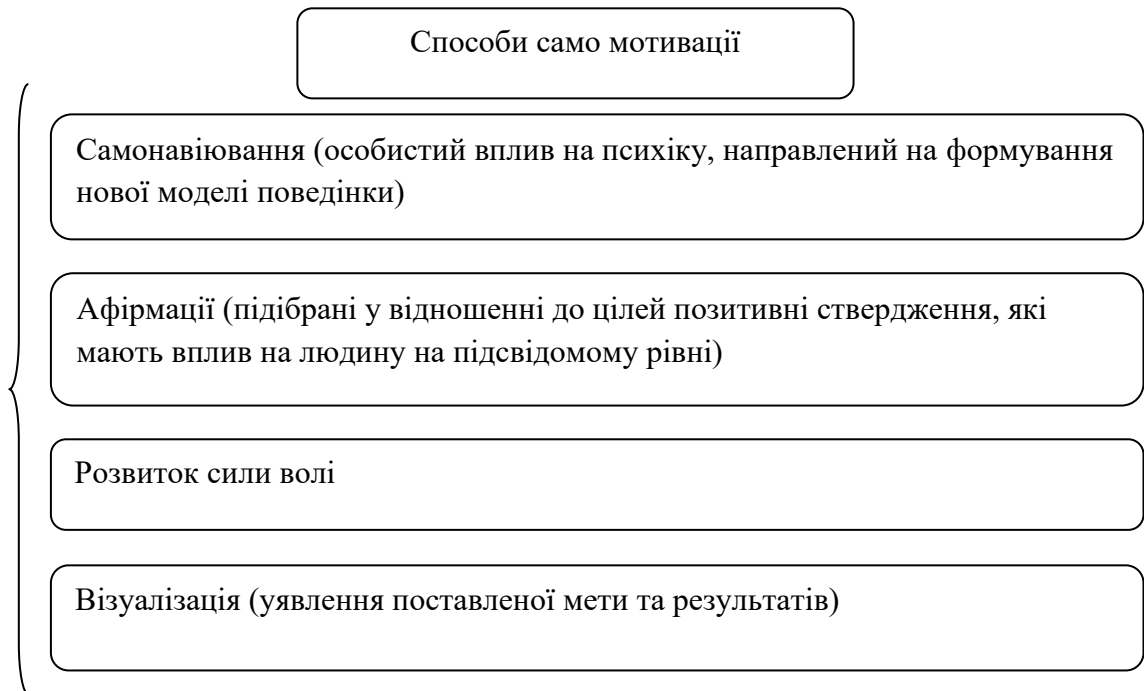 Способи само мотивації
Самонавіювання (особистий вплив на психіку, направлений на формування
нової моделі поведінки)
Афірмації (підібрані у відношенні до цілей позитивні ствердження, які
мають вплив на людину на підсвідомому рівні)
Розвиток сили волі
Візуалізація (уявлення поставленої мети та результатів)